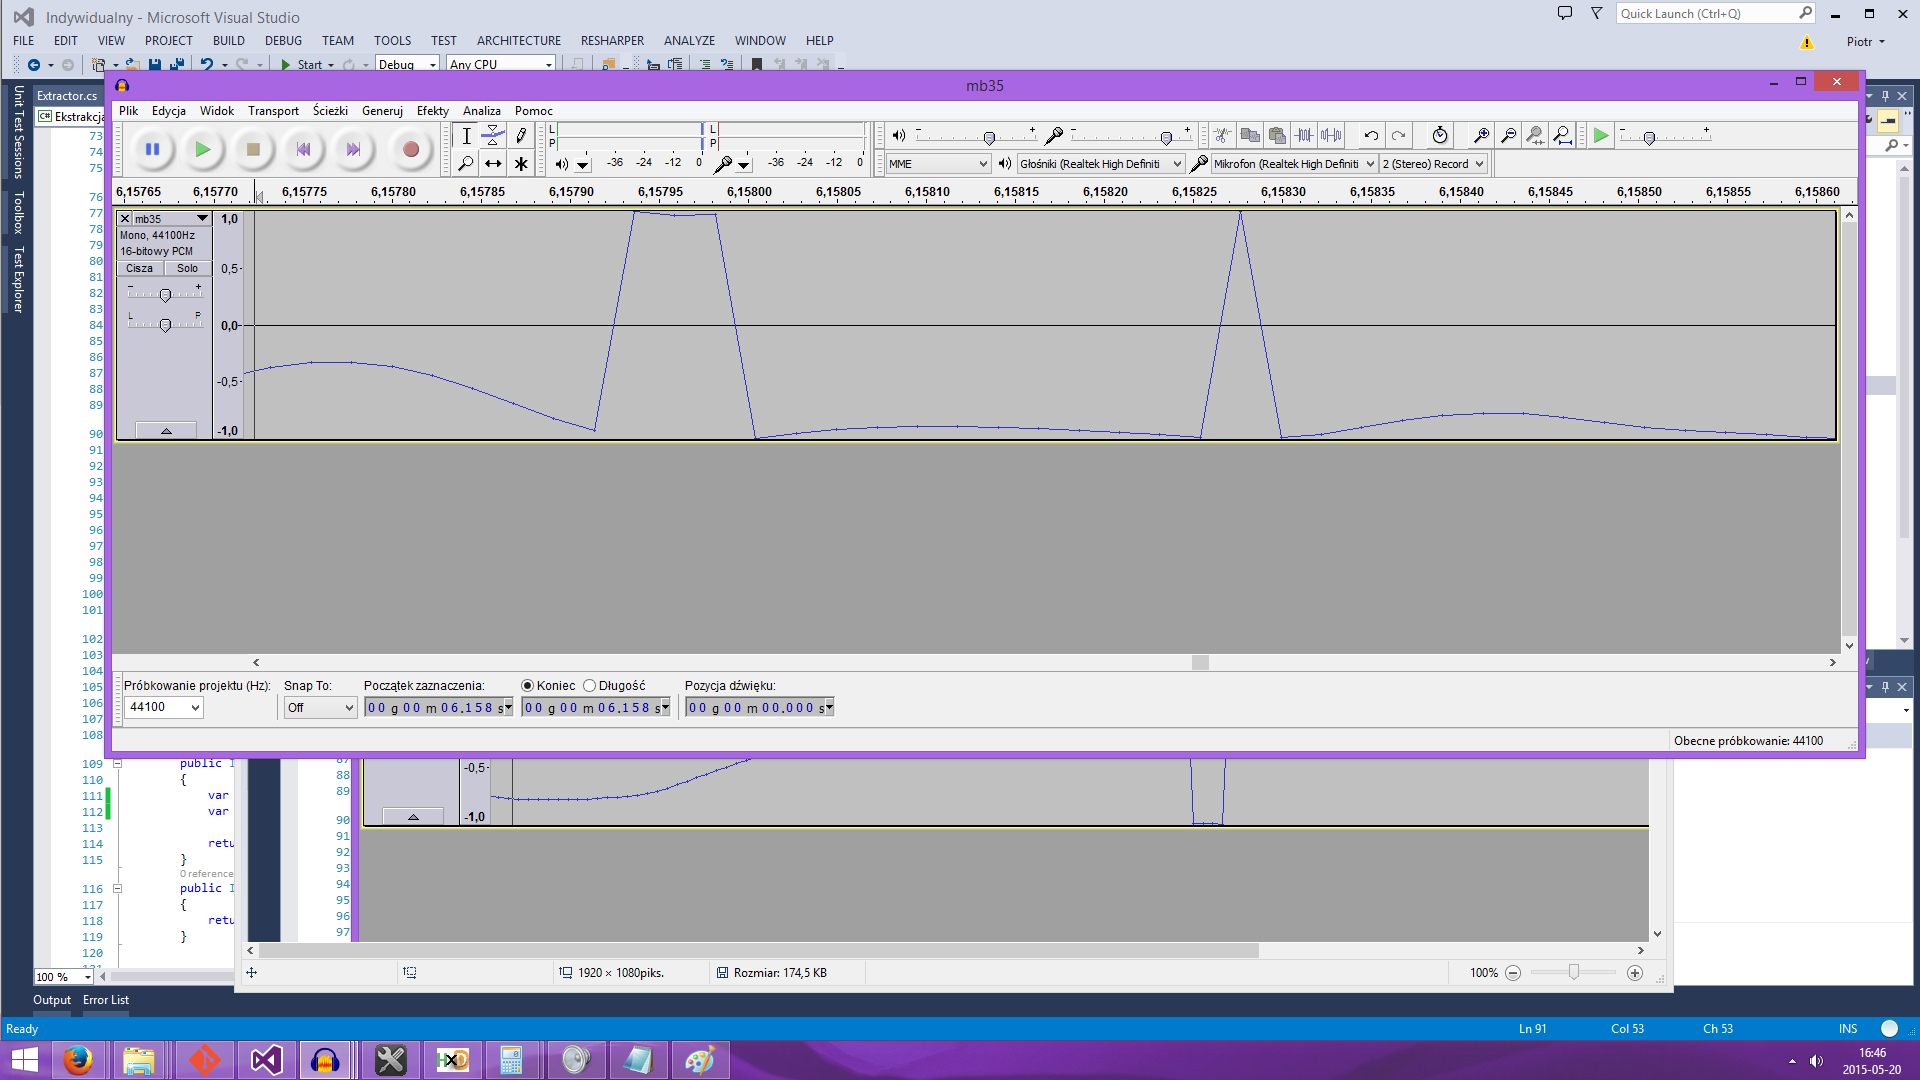 Indywidualny - Microsoft Visual Studio
Quick Launch (Ctrl+Q)
FILE EDIT VIEW PROJECT BUILD DEBUG TEAM TOOLS TEST ARCHITECTURE RESHARPER ANALYZE WINDOW HELP
Piotr
Start Debug Any CPU
Unit Test Sessions
Toolbox
Test Explorer
Extractor.cs
C# Ekstrakcja
mb35
Plik Edycja Widok Transport Ścieżki Generuj Efekty Analiza Pomoc
L
P
-36 -24 -12 0
L
P
-36 -24 -12 0
MME
Głośniki (Realtek High Definiti
Mikrofon (Realtek High Definiti
2 (Stereo) Record
6,15765 6,15770 6,15775 6,15780 6,15785 6,15790 6,15795 6,15800 6,15805 6,15810 6,15815 6,15820 6,15825 6,15830 6,15835 6,15840 6,15845 6,15850 6,15855 6,15860
mb35
Mono, 44100Hz
16-bitowy PCM
Cisza Solo
- +
L P
1,0
0,5
0,0
-0,5
-1,0
Próbkowanie projektu (Hz):
44100
Snap To:
Off
Początek zaznaczenia:
00 g 00 m 06.158 s
Koniec Długość
00 g 00 m 06.158 s
Pozycja dźwięku:
00 g 00 m 00.000 s
Obecne próbkowanie: 44100
73
74
75
76
77
78
79
80
81
82
83
84
85
86
87
88
89
90
91
92
93
94
95
96
97
98
99
100
101
102
103
104
105
106
107
108
109 public I
110 {
111 var
112 var
113
114 retu
115 }
0 reference
116 public I
117 {
118 retu
119 }
120
87
88
89
90
91
92
93
94
95
96
97
-0,5
-1,0
1920 × 1080piks.
Rozmiar: 174,5 KB
100%
100 %
Output Error List
Ready
Ln 91 Col 53 Ch 53 INS
16:46
2015-05-20